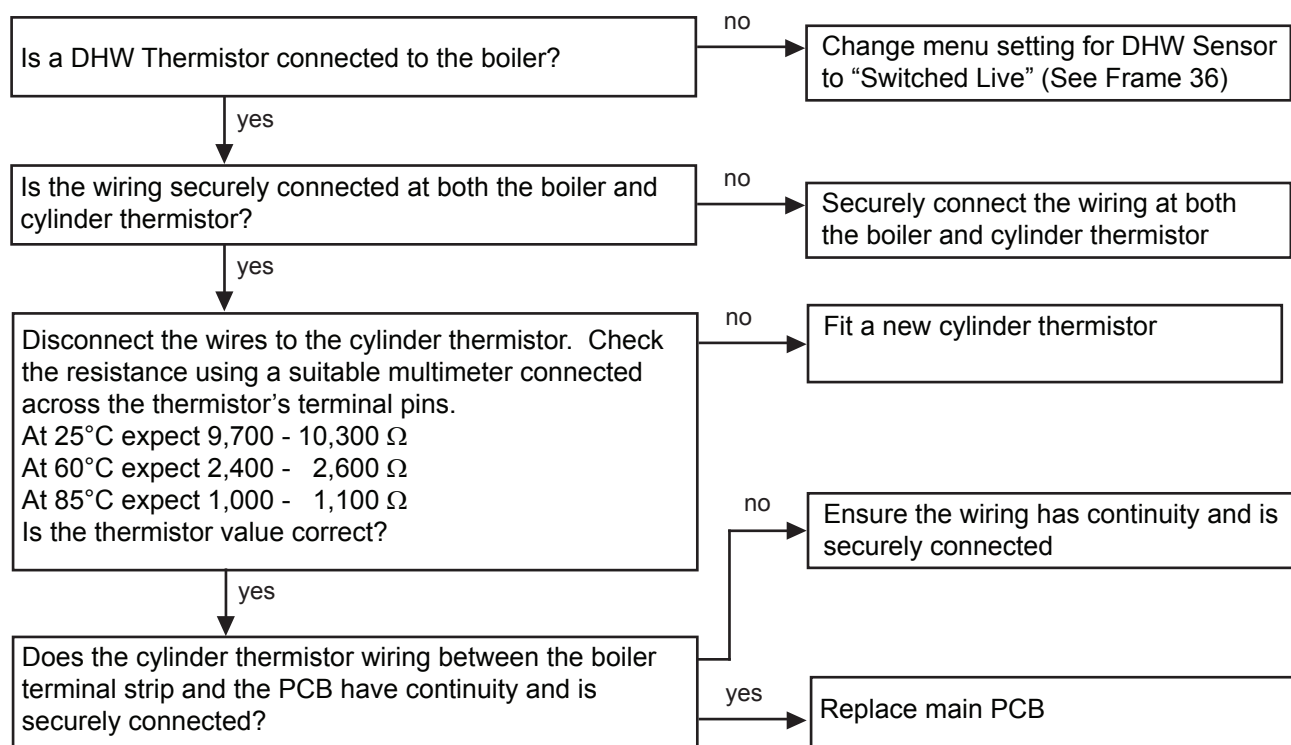 Is a DHW Thermistor connected to the boiler?
no
Change menu setting for DHW Sensor
to “Switched Live” (See Frame 36)
yes
Is the wiring securely connected at both the boiler and
cylinder thermistor?
no
Securely connect the wiring at both
the boiler and cylinder thermistor
yes
Disconnect the wires to the cylinder thermistor. Check
the resistance using a suitable multimeter connected
across the thermistor’s terminal pins.
At 25°C expect 9,700 - 10,300 Ω
At 60°C expect 2,400 - 2,600 Ω
At 85°C expect 1,000 - 1,100 Ω
Is the thermistor value correct?
no
Fit a new cylinder thermistor
yes
Does the cylinder thermistor wiring between the boiler
terminal strip and the PCB have continuity and is
securely connected?
no
Ensure the wiring has continuity and is
securely connected
yes
Replace main PCB